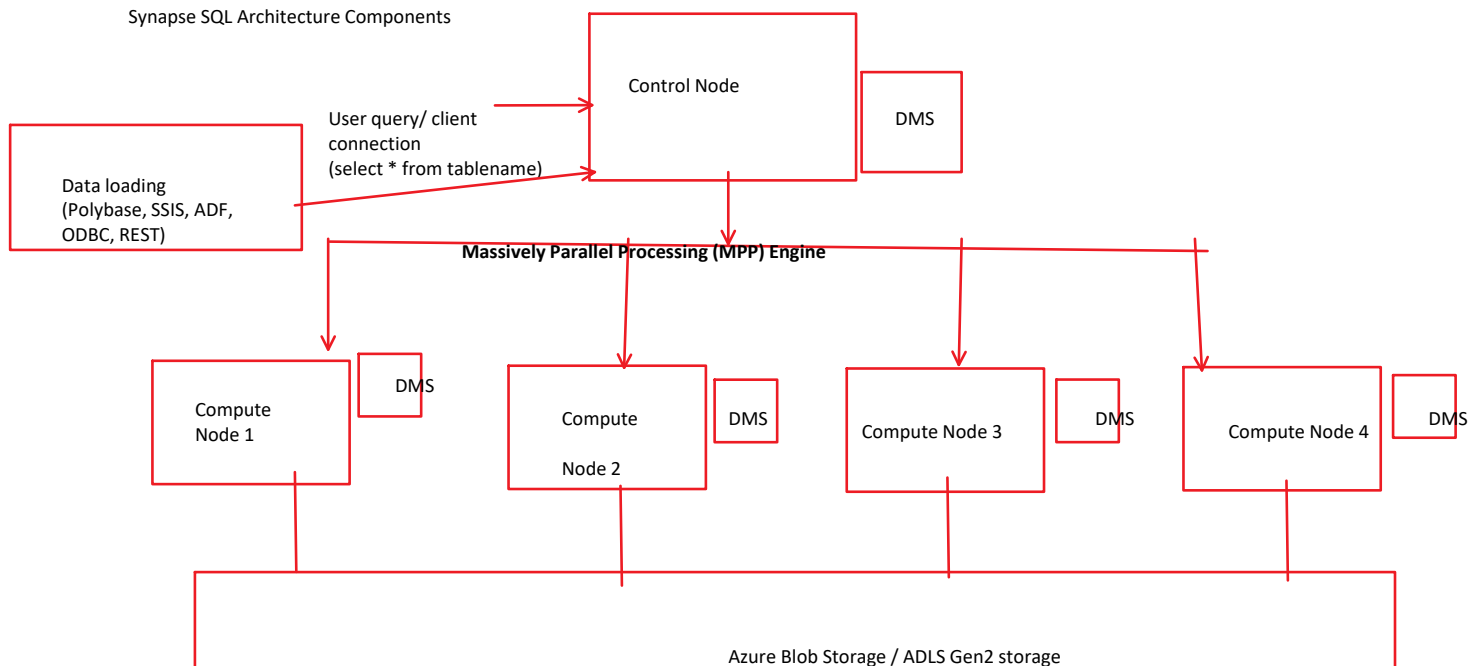 Synapse SQL Architecture Components
Control Node
DMS
User query/ client
connection
(select * from tablename)
Data loading
(Polybase, SSIS, ADF,
ODBC, REST)
Massively Parallel Processing (MPP) Engine
Compute
Node 1
DMS
Compute
Node 2
DMS
Compute Node 3
DMS
Compute Node 4
DMS
Azure Blob Storage / ADLS Gen2 storage